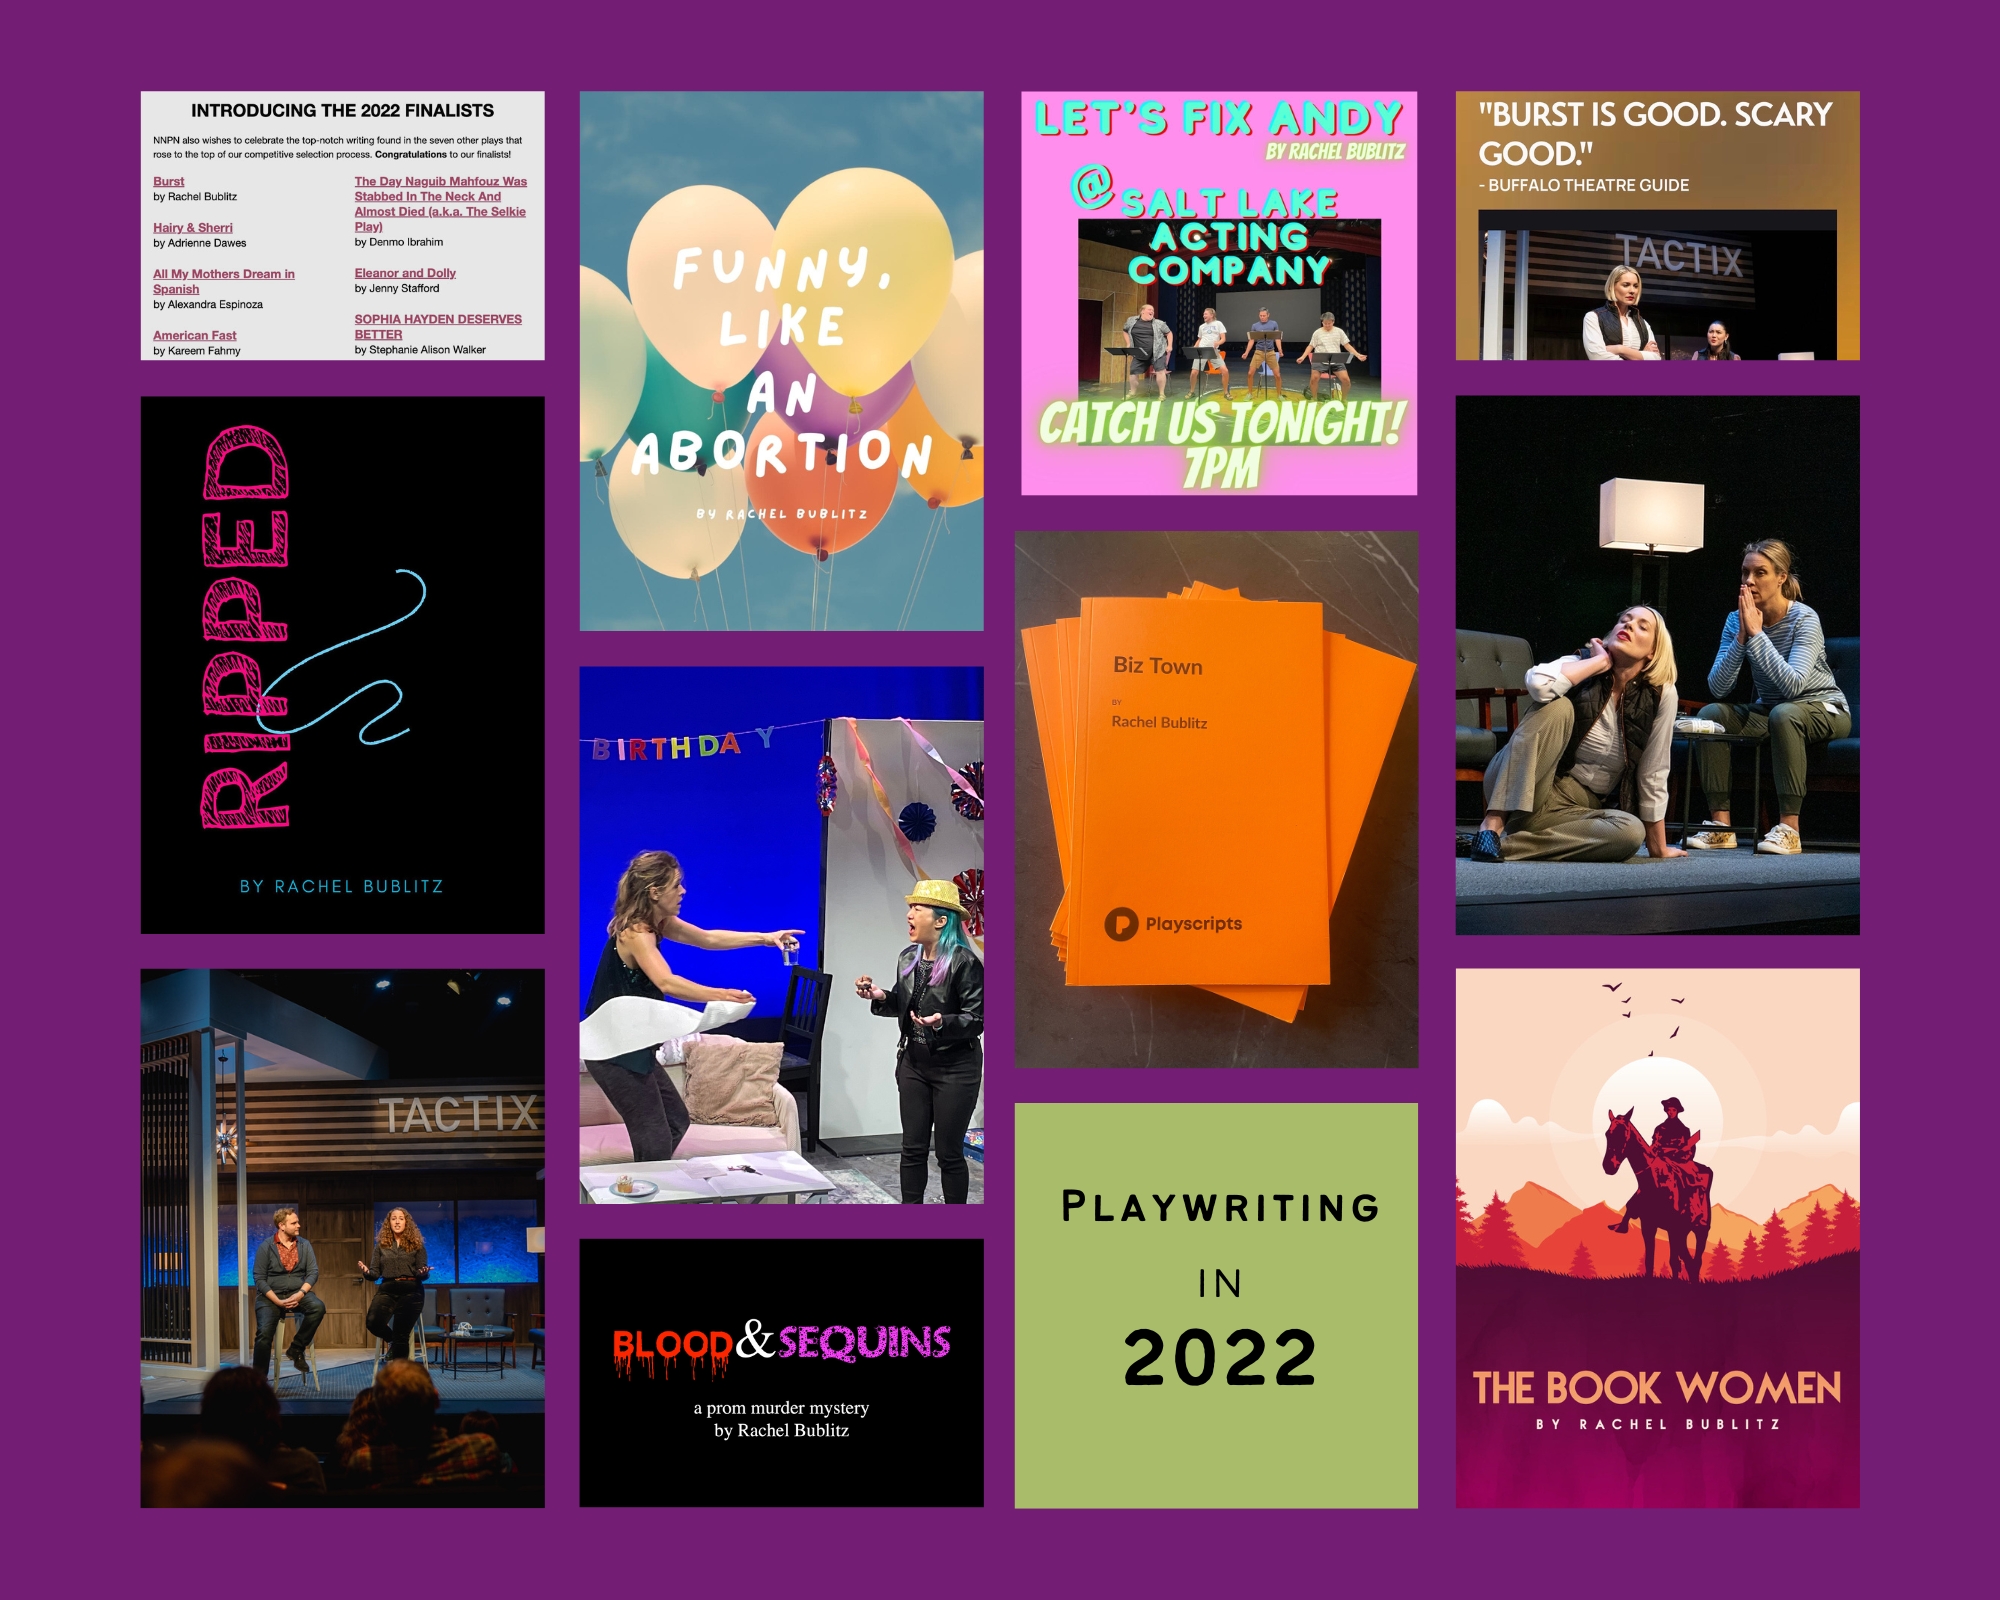 INTRODUCING THE 2022 FINALISTS
NNPN also wishes to celebrate the top-notch writing found in the seven other plays that
rose to the top of our competitive selection process. Congratulations to our finalists!
Burst
by Rachel Bublitz
Hairy & Sherri
by Adrienne Dawes
All My Mothers Dream in
Spanish
by Alexandra Espinoza
American Fast
by Kareem Fahmy
The Day Naguib Mahfouz Was
Stabbed In The Neck And
Almost Died (a.k.a. The Selkie
Play)
by Denmo Ibrahim
Eleanor and Dolly
by Jenny Stafford
SOPHIA HAYDEN DESERVES
BETTER
by Stephanie Alison Walker
RIPPED
BY RACHEL BUBLITZ
TACTIX
FUNNY,
LIKE
AN
ABORTION
BY RACHEL BUBLITZ
BIRTHDAY
BLOOD&SEQUINS
a prom murder mystery
by Rachel Bublitz
LET'S FIX ANDY
BY RACHEL BUBLITZ
@
SALT LAKE
ACTING
COMPANY
CATCH US TONIGHT!
7PM
Biz Town
BY
Rachel Bublitz
Playscripts
PLAYWRITING
IN
2022
"BURST IS GOOD. SCARY
GOOD."
- BUFFALO THEATRE GUIDE
TACTIX
THE BOOK WOMEN
BY RACHEL BUBLITZ